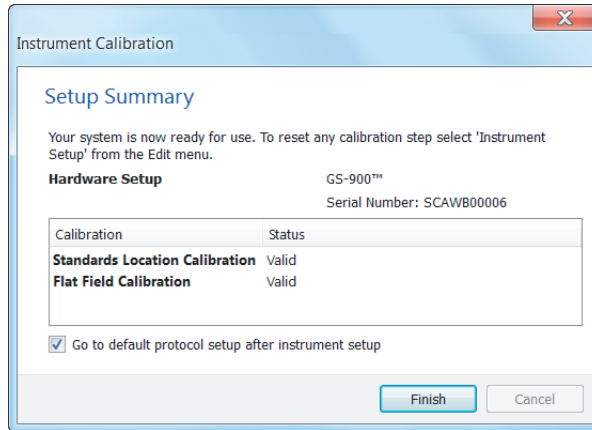 Instrument Calibration
Setup Summary
Your system is now ready for use. To reset any calibration step select 'Instrument
Setup' from the Edit menu.
Hardware Setup GS-900™
Serial Number: SCAWB00006
Calibration Status
Standards Location Calibration Valid
Flat Field Calibration Valid
Go to default protocol setup after instrument setup
Finish Cancel